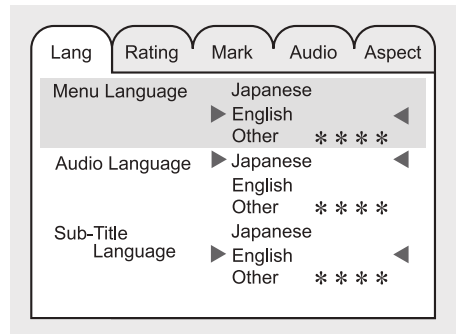 Lang Rating Mark Audio Aspect
Menu Language Japanese
English
Other ＊＊＊＊
Audio Language Japanese
English
Other ＊＊＊＊
Sub-Title Japanese
Language English
Other ＊＊＊＊